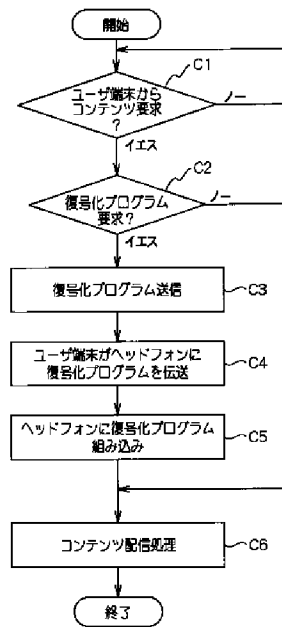 開始
C1
ユーザ端末から
コンテンツ要求
?
ノー
イエス
C2
復号化プログラム
要求?
ノー
イエス
復号化プログラム送信
C3
ユーザ端末がヘッドフォンに
復号化プログラムを伝送
C4
ヘッドフォンに復号化プログラム
組み込み
C5
コンテンツ配信処理
C6
終了